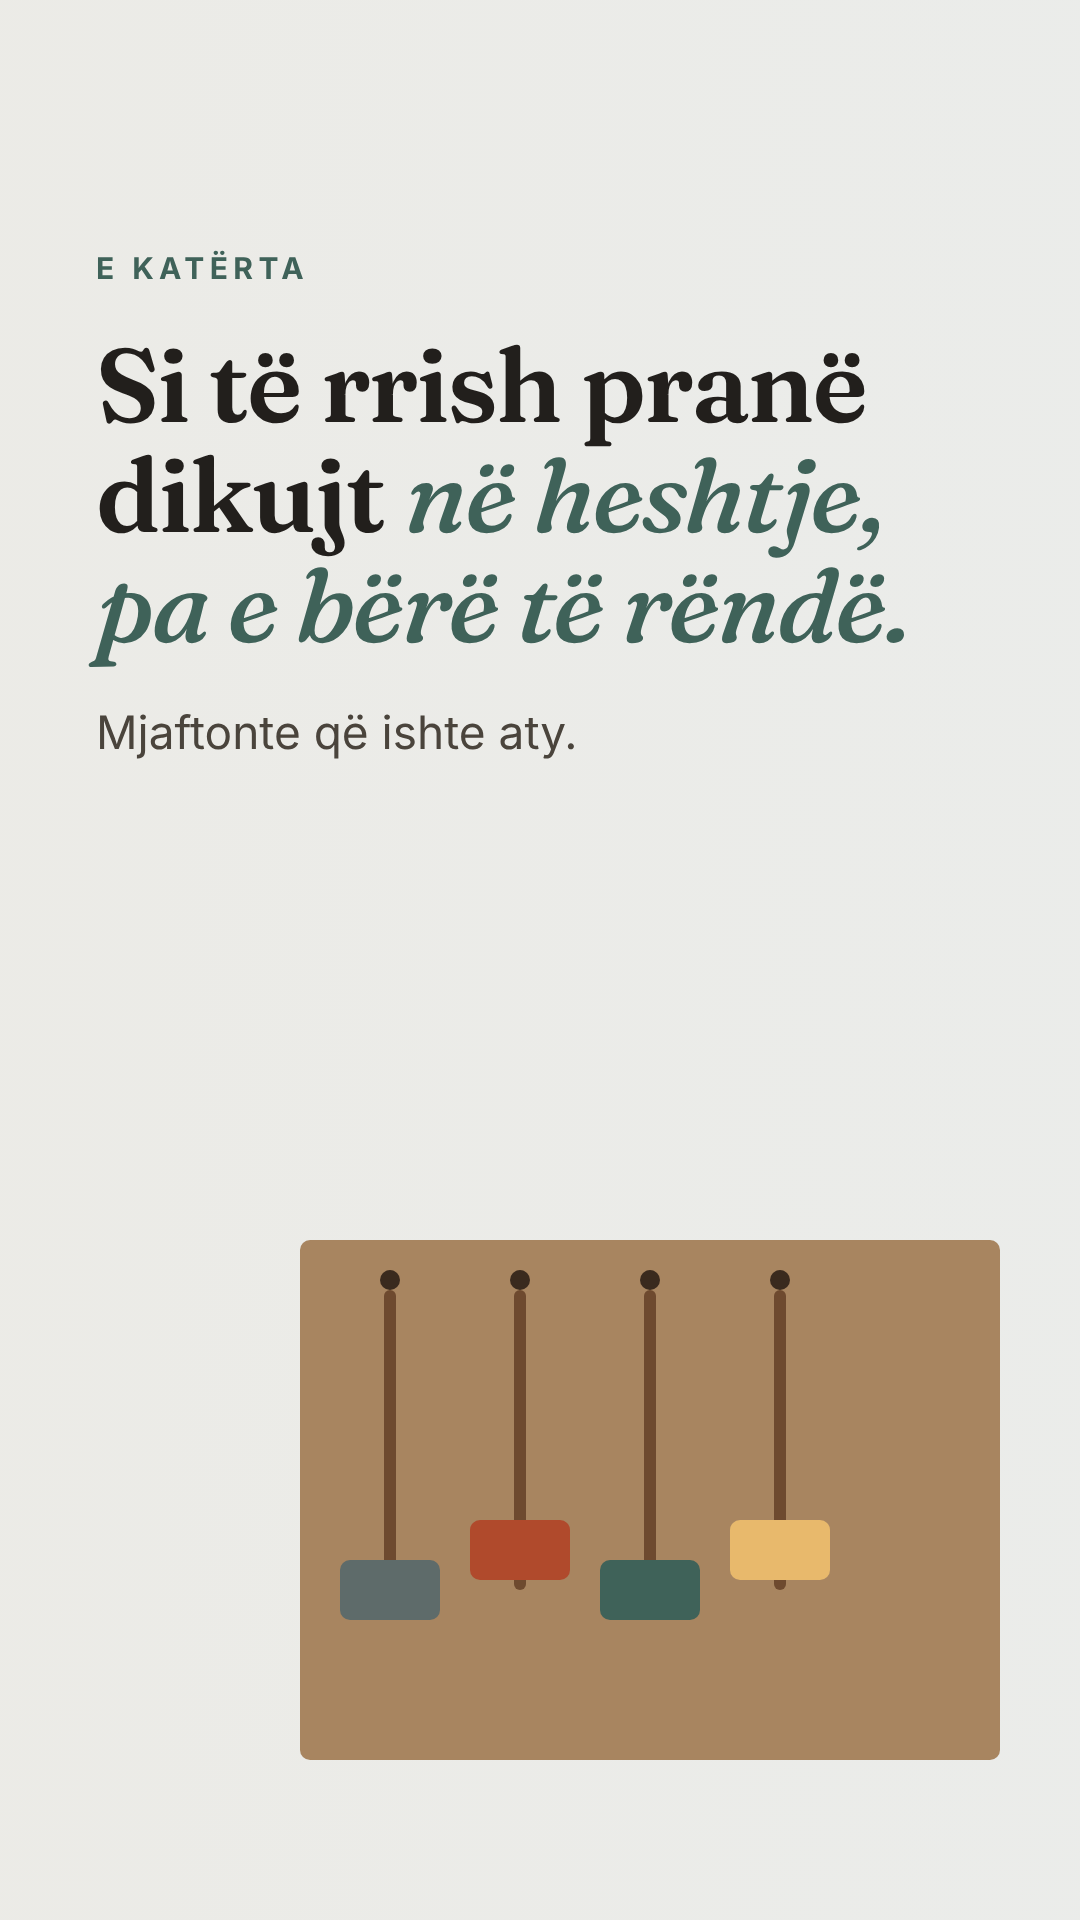 E KATËRTA
Si të rrish pranë
dikujt në heshtje,
pa e bërë të rëndë.
Mjaftonte që ishte aty.